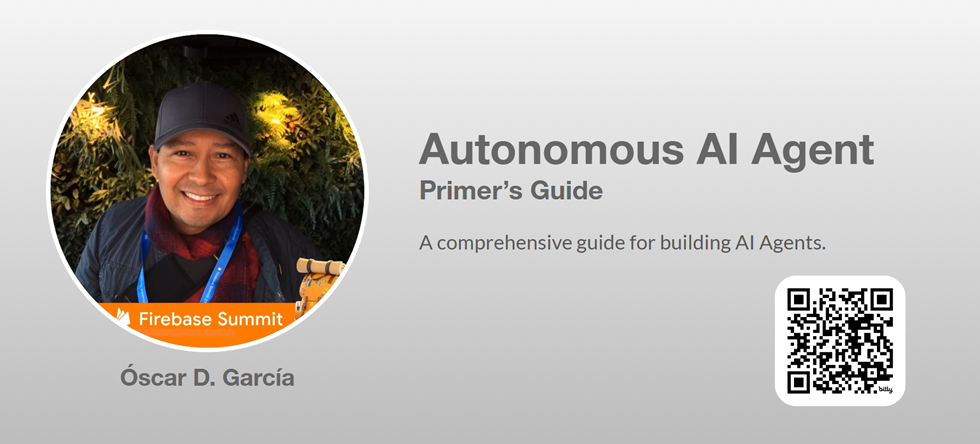 Autonomous AI Agent
Primer's Guide
A comprehensive guide for building AI Agents.
Firebase Summit
Óscar D. García
bitly